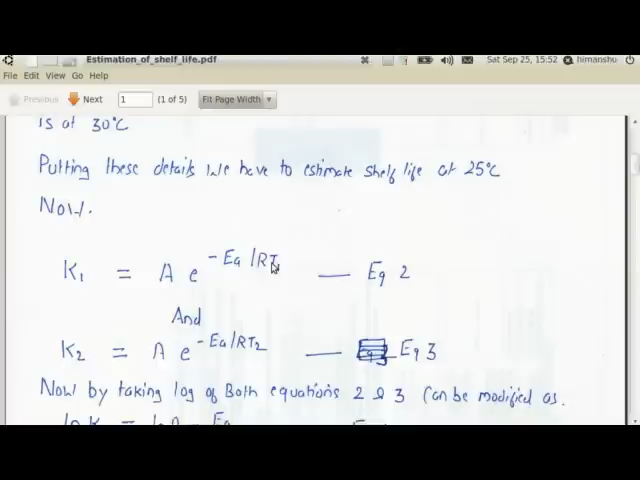 Estimation_of_shelf_life.pdf
Sat Sep 25, 15:52 himanshu
File Edit View Go Help
Previous Next 1 (1 of 5) Fit Page Width
is at 30°C
Putting these details we have to estimate shelf life at 25°C
Now.
K₁ = A e^-Ea/RT — Eq 2
And
K₂ = A e^-Ea/RT₂ — Eq 3
Now by taking log of Both equations 2 & 3 Can be modified as.